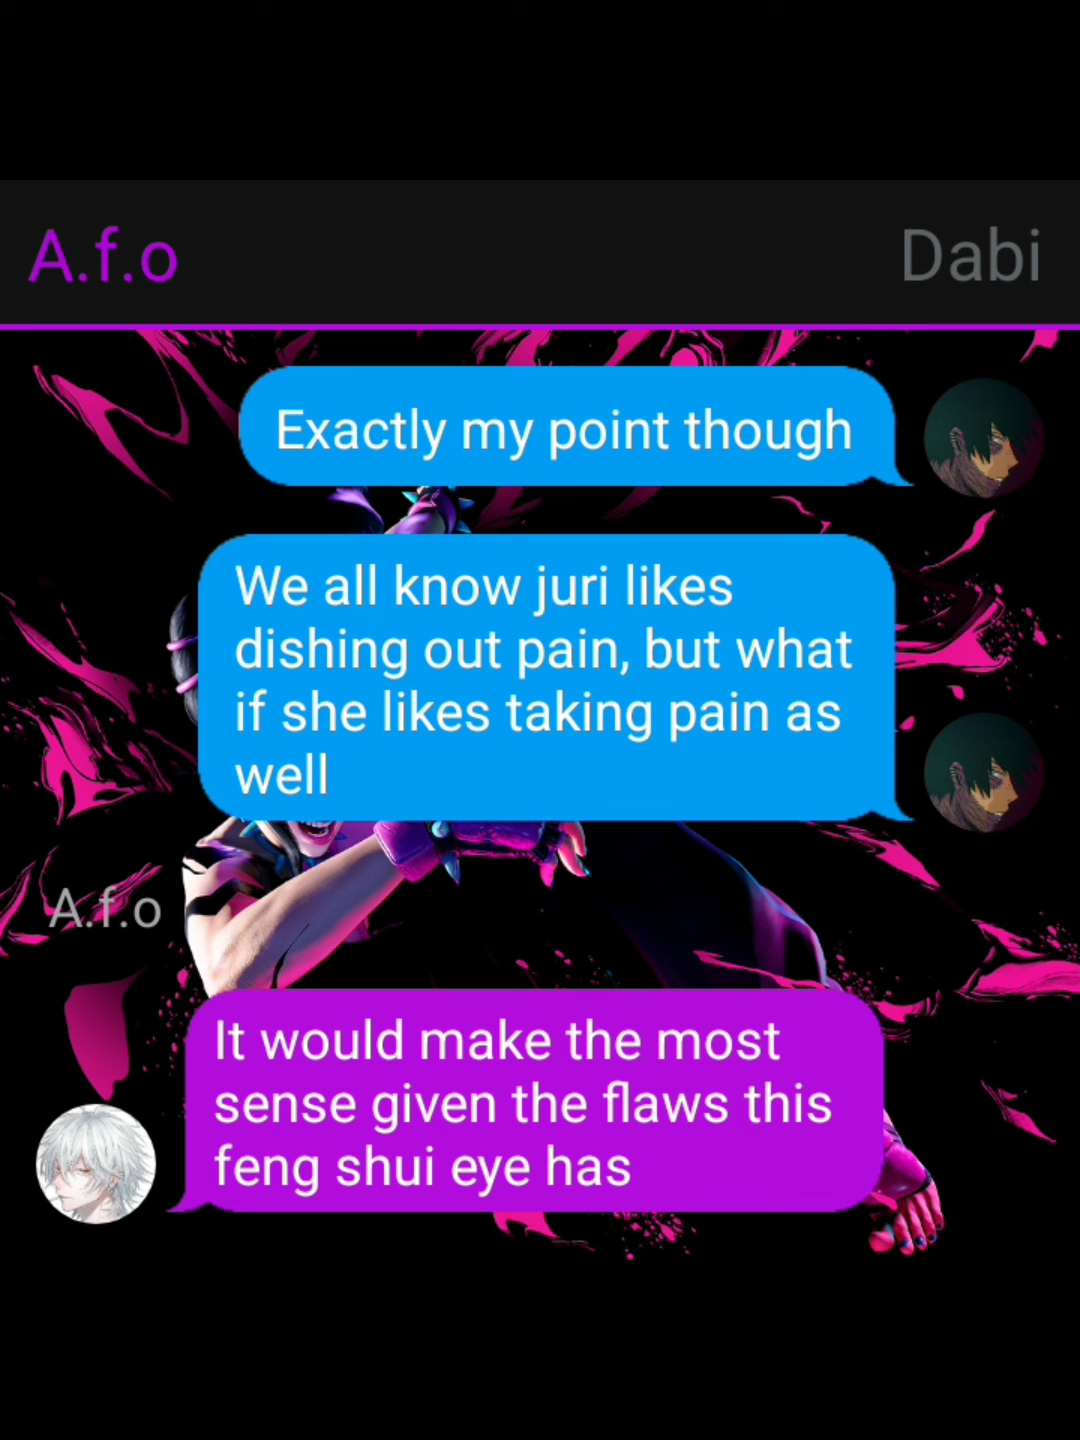 A.f.o
Dabi
Exactly my point though
We all know juri likes
dishing out pain, but what
if she likes taking pain as
well
A.f.o
It would make the most
sense given the flaws this
feng shui eye has